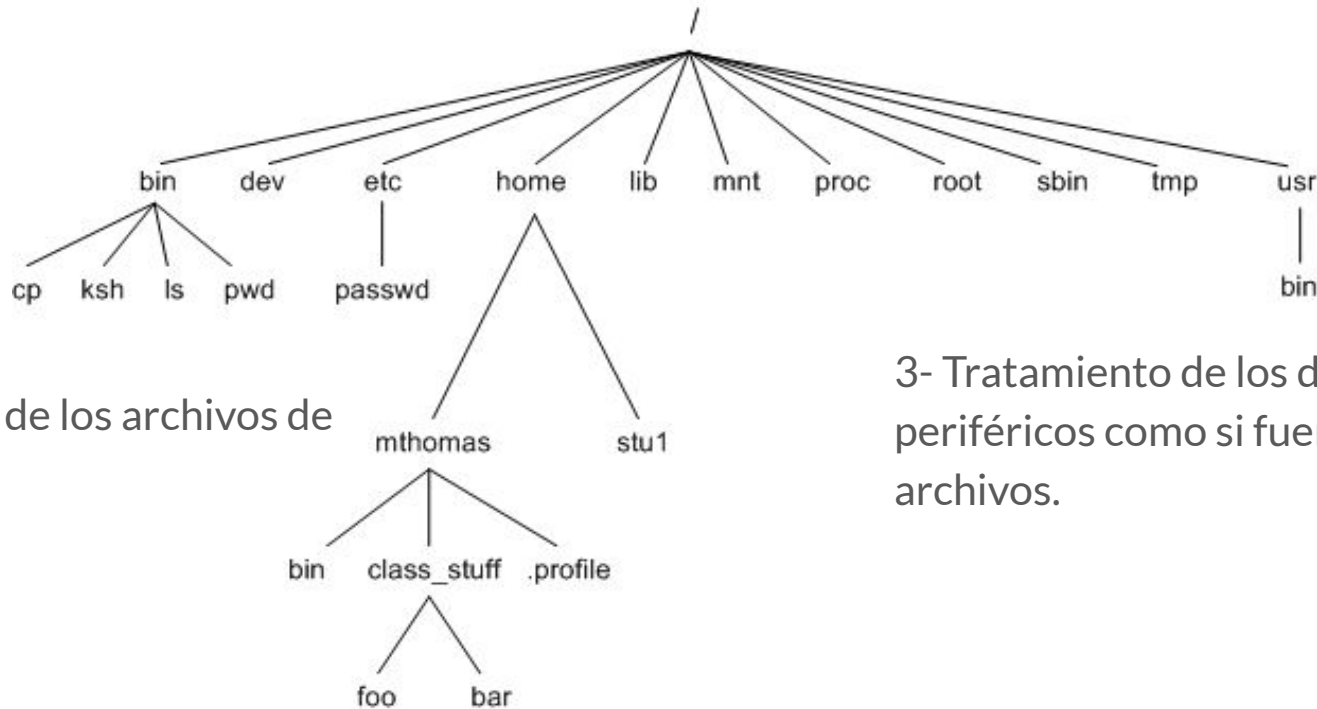 /
bin dev etc home lib mnt proc root sbin tmp usr
cp ksh ls pwd passwd bin
de los archivos de
3- Tratamiento de los
periféricos como si
archivos.
mthomas stu1
bin class_stuff .profile
foo bar